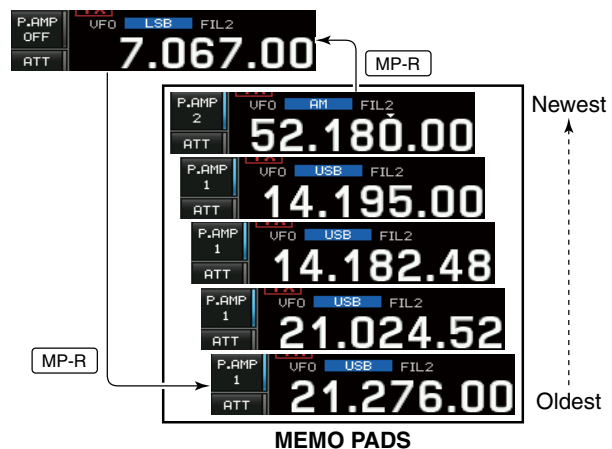 P.AMP OFF ATT VFO LSB FIL2
7.067.00
MP-R
P.AMP 2 ATT VFO AM FIL2
52.180.00
Newest
P.AMP 1 ATT VFO USB FIL2
14.195.00
P.AMP 1 ATT VFO USB FIL2
14.182.48
P.AMP 1 ATT VFO USB FIL2
21.024.52
MP-R
P.AMP 1 ATT VFO USB FIL2
21.276.00
Oldest
MEMO PADS